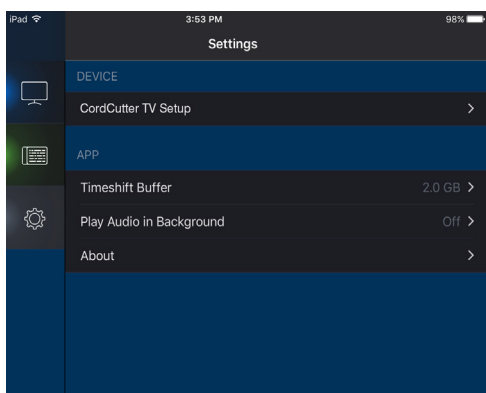 iPad 3:53 PM 98%
Settings
DEVICE
CordCutter TV Setup
APP
Timeshift Buffer 2.0 GB
Play Audio in Background Off
About